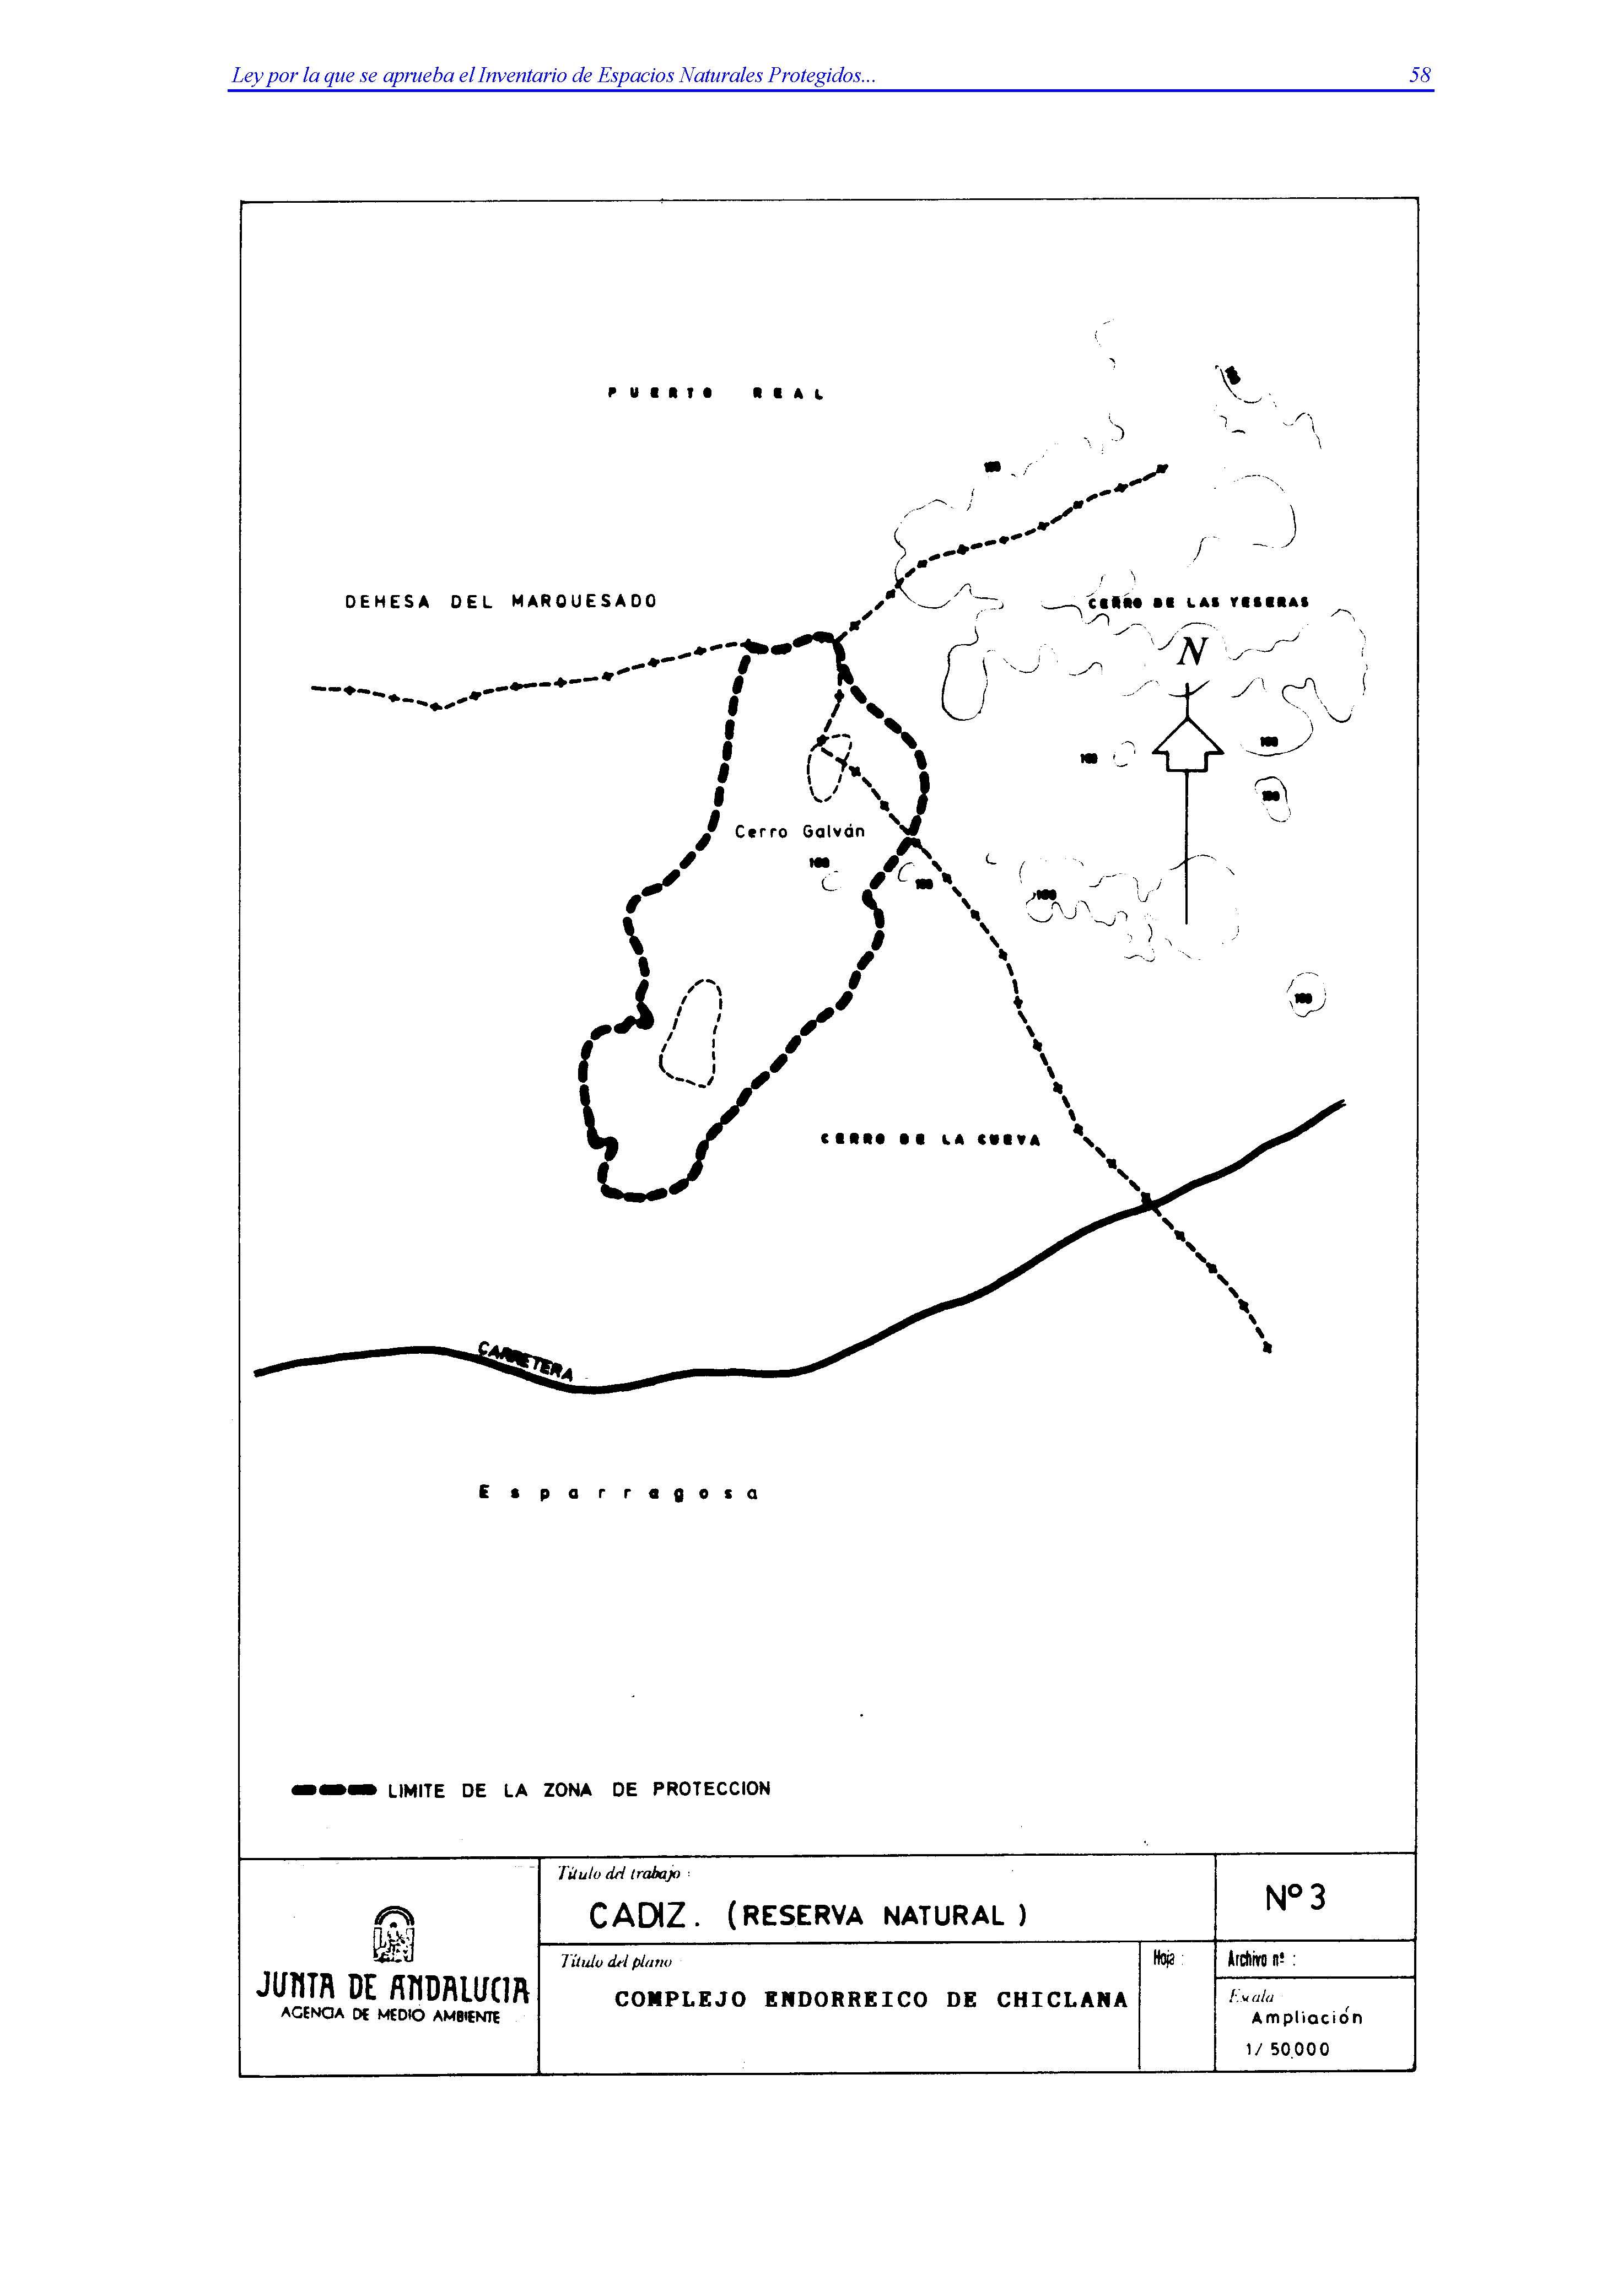 Ley por la que se aprueba el Inventario de Espacios Naturales Protegidos... 58
PUERTO REAL
100
DEHESA DEL MARQUESADO
CERRO DE LAS YESERAS
N
100
100
100
Cerro Galván
100
100
100
100
CERRO DE LA CUEVA
CARRETERA
Esparragosa
LIMITE DE LA ZONA DE PROTECCION
Título del trabajo :
CADIZ. (RESERVA NATURAL)
Nº 3
JUNTA DE ANDALUCIA
AGENCIA DE MEDIO AMBIENTE
Título del plano
COMPLEJO ENDORREICO DE CHICLANA
Hoja :
Archivo nº :
Escala
Ampliación
1/ 50.000